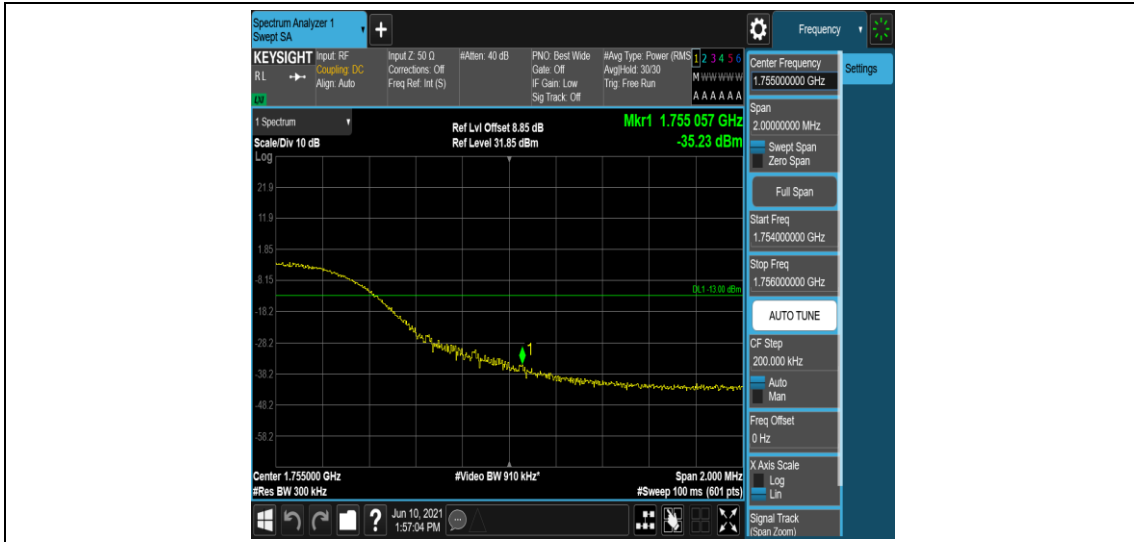 Spectrum Analyzer 1
Swept SA
+
Frequency
KEYSIGHT
RL
Input: RF
Coupling: DC
Align: Auto
Input Z: 50 Ω
Corrections: Off
Freq Ref: Int (S)
#Atten: 40 dB
PNO: Best Wide
Gate: Off
IF Gain: Low
Sig Track: Off
#Avg Type: Power (RMS
Avg|Hold: 30/30
Trig: Free Run
1 2 3 4 5 6
M W W W W W
A A A A A A
1 Spectrum
Scale/Div 10 dB
Log
Ref Lvl Offset 8.85 dB
Ref Level 31.85 dBm
Mkr1 1.755 057 GHz
-35.23 dBm
21.9
11.9
1.85
-8.15
-18.2
-28.2
-38.2
-48.2
-58.2
DL1 -13.00 dBm
1
Center 1.755000 GHz
#Res BW 300 kHz
#Video BW 910 kHz*
Span 2.000 MHz
#Sweep 100 ms (601 pts)
Jun 10, 2021
1:57:04 PM
Center Frequency
1.755000000 GHz
Span
2.00000000 MHz
Swept Span
Zero Span
Full Span
Start Freq
1.754000000 GHz
Stop Freq
1.756000000 GHz
AUTO TUNE
CF Step
200.000 kHz
Auto
Man
Freq Offset
0 Hz
X Axis Scale
Log
Lin
Signal Track
(Span Zoom)
Settings